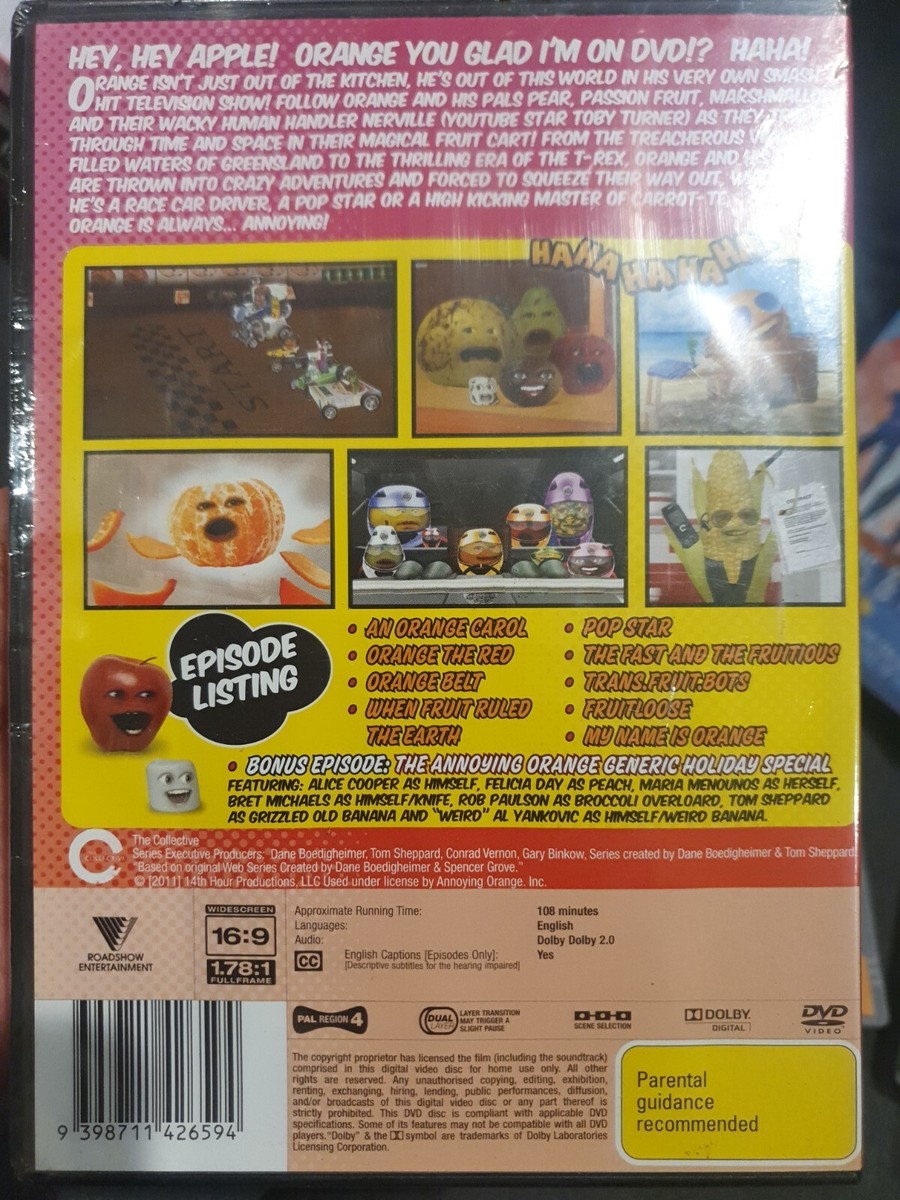 HEY, HEY APPLE! ORANGE YOU GLAD I'M ON DVD!? HAHA!
ORANGE ISN'T JUST OUT OF THE KITCHEN, HE'S OUT OF THIS WORLD IN HIS VERY OWN SMASH
HIT TELEVISION SHOW! FOLLOW ORANGE AND HIS PALS PEAR, PASSION FRUIT, MARSHMALLO
AND THEIR WACKY HUMAN HANDLER NERVILLE (YOUTUBE STAR TOBY TURNER) AS THEY
THROUGH TIME AND SPACE IN THEIR MAGICAL FRUIT CART! FROM THE TREACHEROUS
FILLED WATERS OF GREENSLAND TO THE THRILLING ERA OF THE T-REX, ORANGE AND
ARE THROWN INTO CRAZY ADVENTURES AND FORCED TO SQUEEZE THEIR WAY OUT,
HE'S A RACE CAR DRIVER, A POP STAR OR A HIGH KICKING MASTER OF CARROT-TE
ORANGE IS ALWAYS... ANNOYING!
HAHA HAHAHA
START
EPISODE
LISTING
• AN ORANGE CAROL
• ORANGE THE RED
• ORANGE BELT
• WHEN FRUIT RULED
THE EARTH
• POP STAR
• THE FAST AND THE FRUITIOUS
• TRANS.FRUIT.BOTS
• FRUITLOOSE
• MY NAME IS ORANGE
• BONUS EPISODE: THE ANNOYING ORANGE GENERIC HOLIDAY SPECIAL
FEATURING: ALICE COOPER AS HIMSELF, FELICIA DAY AS PEACH, MARIA MENOUNOS AS HERSELF,
BRET MICHAELS AS HIMSELF/KNIFE, ROB PAULSON AS BROCCOLI OVERLOARD, TOM SHEPPARD
AS GRIZZLED OLD BANANA AND "WEIRD" AL YANKOVIC AS HIMSELF/WEIRD BANANA.
The Collective
Series Executive Producers: Dane Boedigheimer, Tom Sheppard, Conrad Vernon, Gary Binkow, Series created by Dane Boedigheimer & Tom Sheppard
"Based on original Web Series Created by Dane Boedigheimer & Spencer Grove."
© [2011] 14th Hour Productions, LLC Used under license by Annoying Orange. Inc.
ROADSHOW
ENTERTAINMENT
WIDESCREEN
16:9
1.78:1
FULLFRAME
Approximate Running Time: 108 minutes
Languages: English
Audio: Dolby Dolby 2.0
CC English Captions [Episodes Only]: Yes
[Descriptive subtitles for the hearing impaired]
PAL REGION 4
DUAL LAYER
LAYER TRANSITION
MAY TRIGGER A
SLIGHT PAUSE
SCENE SELECTION
DOLBY
DIGITAL
DVD
VIDEO
The copyright proprietor has licensed the film (including the soundtrack)
comprised in this digital video disc for home use only. All other
rights are reserved. Any unauthorised copying, editing, exhibition,
renting, exchanging, hiring, lending, public performances, diffusion,
and/or broadcasts of this digital video disc or any part thereof is
strictly prohibited. This DVD disc is compliant with applicable DVD
specifications. Some of its features may not be compatible with all DVD
players. "Dolby" & the symbol are trademarks of Dolby Laboratories
Licensing Corporation.
Parental
guidance
recommended
9 398711 426594